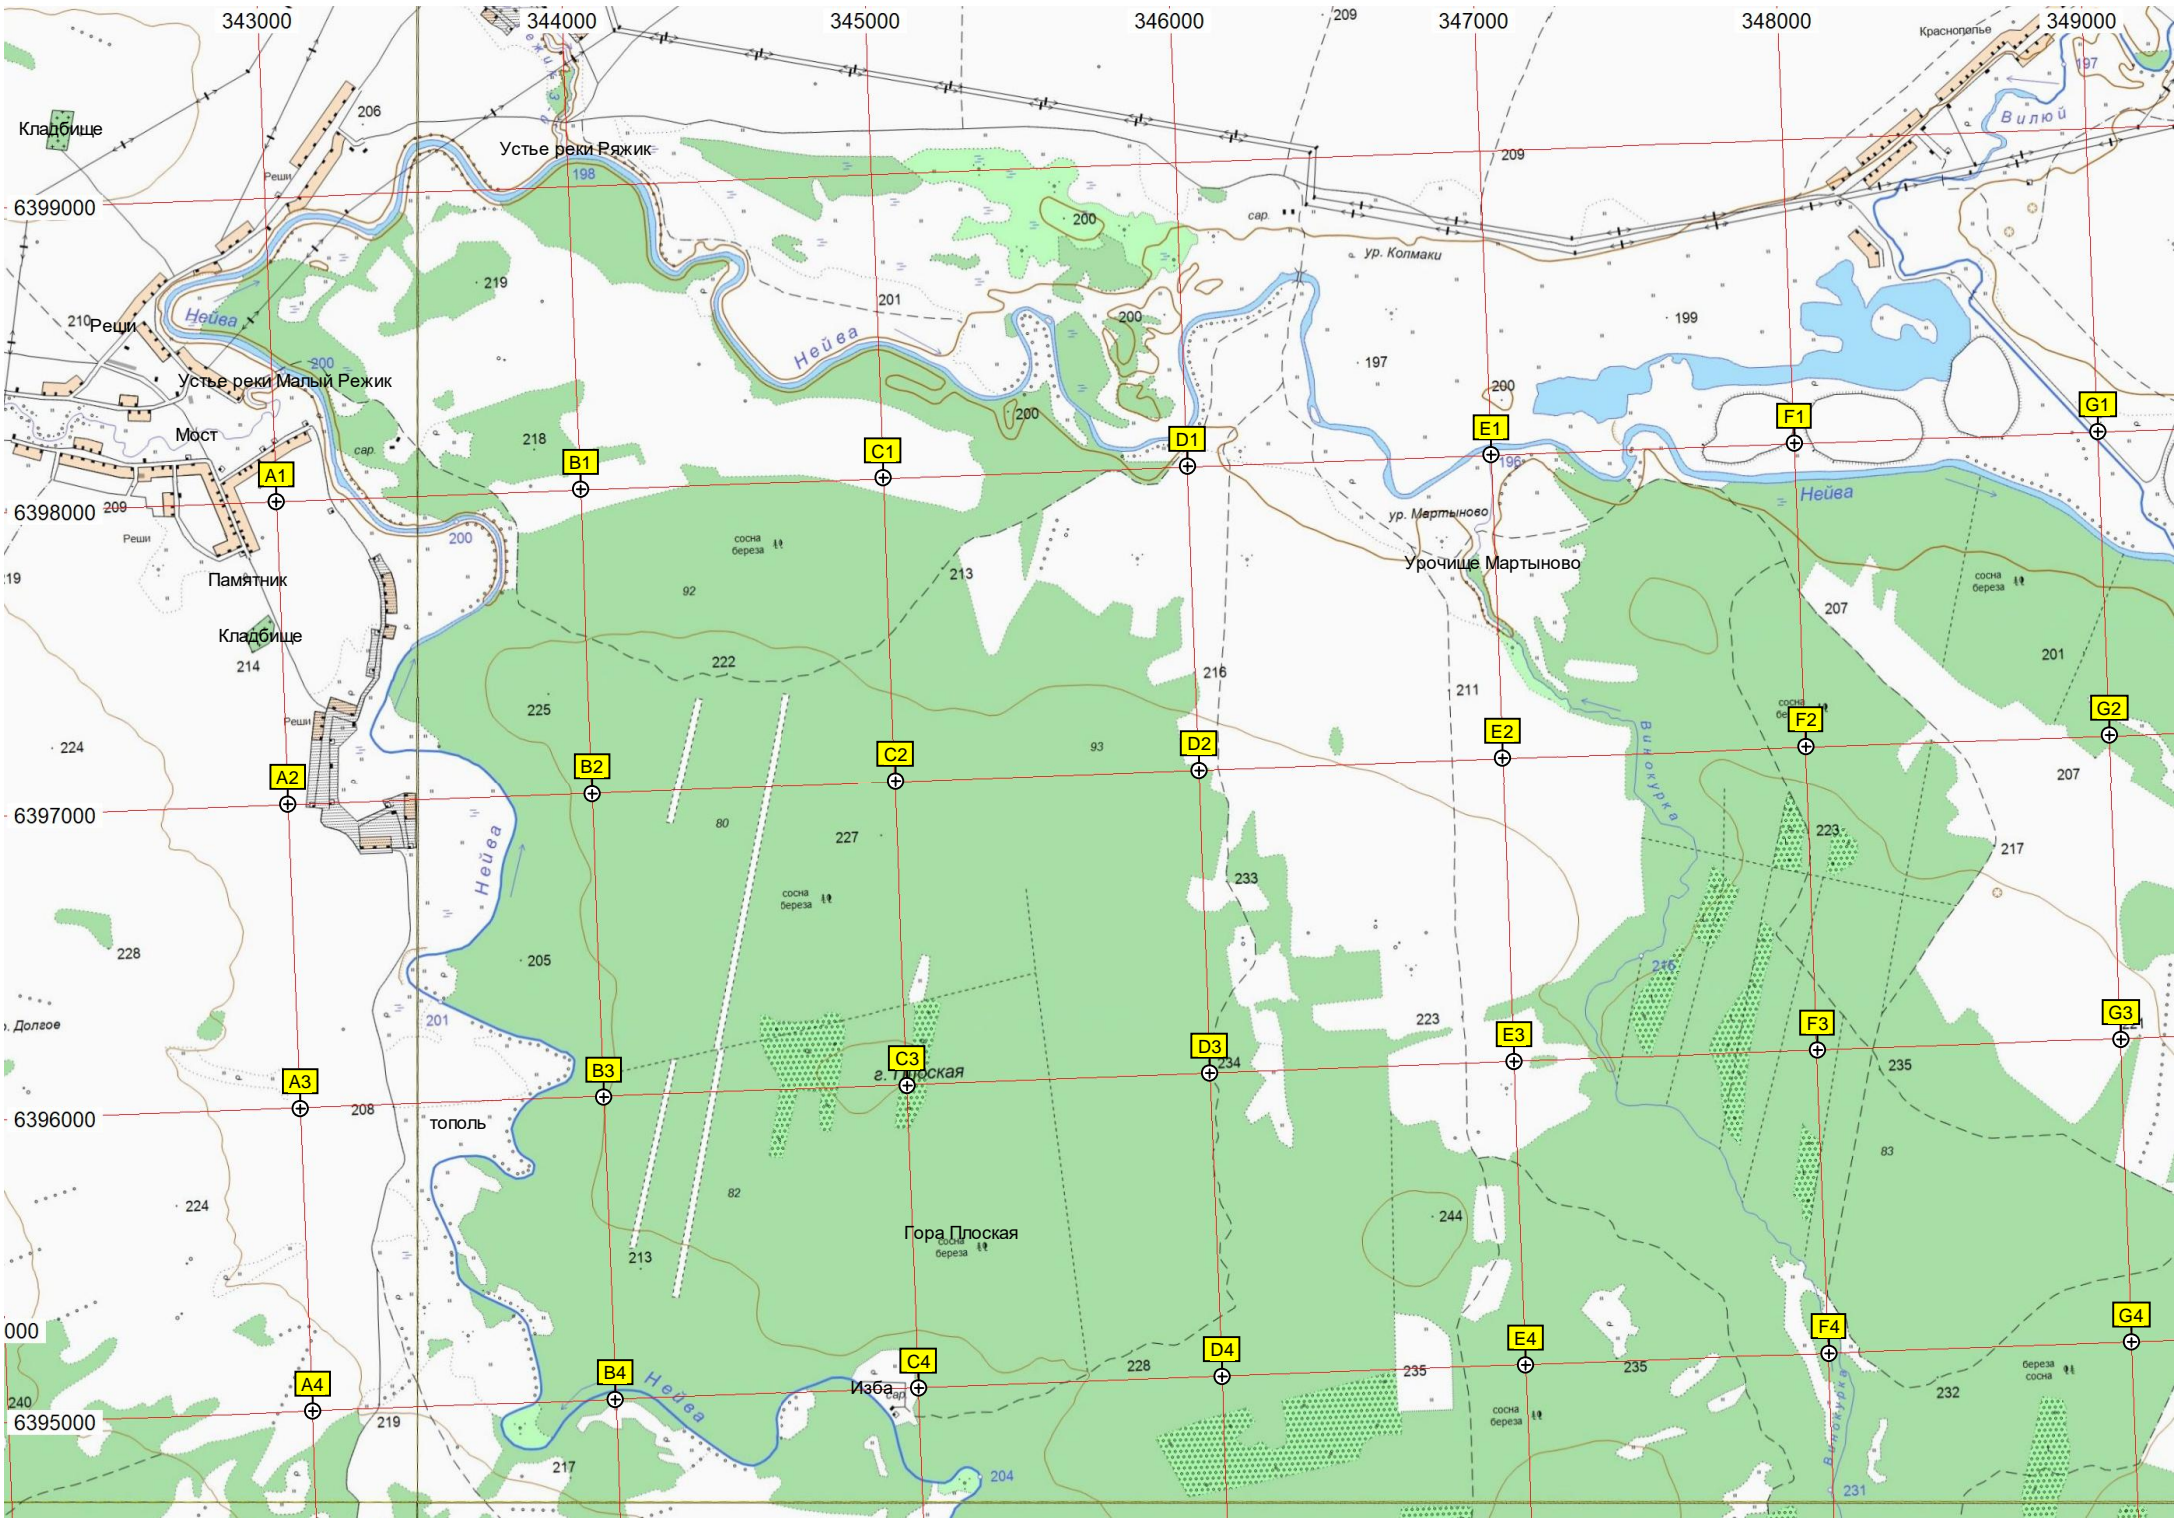 343000
344000
345000
346000
347000
348000
349000
209
Краснополье
197
Вилюй
206
Кладбище
Устье реки Ряжик
198
209
Реши
6399000
200
сар.
ур. Колмаки
219
201
210
Реши
Нейва
200
199
Нейва
200
197
Устье реки Малый Режик
200
200
Мост
218
сар.
A1
B1
C1
D1
E1
F1
G1
196
Нейва
6398000
209
ур. Мартыново
Реши
200
сосна
береза
213
Урочище Мартыново
219
Памятник
92
сосна
береза
207
Кладбище
214
222
216
201
211
225
Реши
сосна
224
93
Винокурка
A2
B2
C2
D2
E2
F2
G2
207
6397000
80
227
223
217
Нейва
233
сосна
береза
228
205
216
201
223
р. Долгое
A3
B3
C3
D3
E3
F3
G3
221
г. Плоская
234
235
208
6396000
тополь
83
82
224
244
Гора Плоская
сосна
береза
213
000
A4
B4
C4
D4
E4
F4
G4
228
235
235
береза
сосна
Изба
сар.
Нейва
232
240
219
6395000
сосна
береза
Винокурка
217
204
231